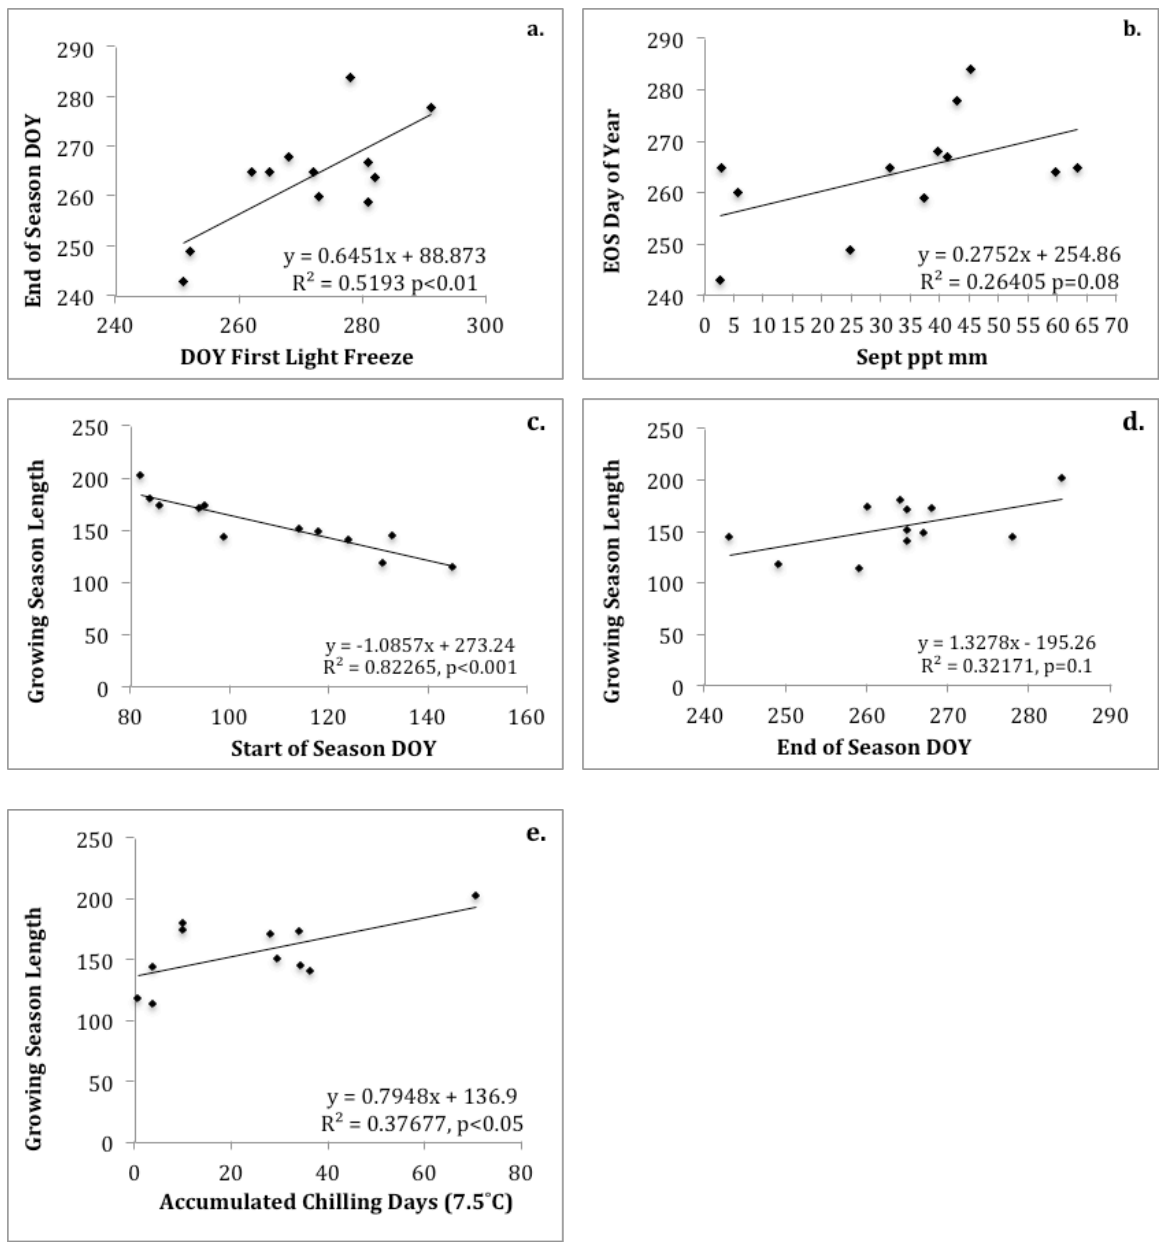 a.
290
280
270
260
250
240
End of Season DOY
y = 0.6451x + 88.873
R² = 0.5193 p<0.01
240 260 280 300
DOY First Light Freeze
b.
290
280
270
260
250
240
EOS Day of Year
y = 0.2752x + 254.86
R² = 0.26405 p=0.08
0 5 10 15 20 25 30 35 40 45 50 55 60 65 70
Sept ppt mm
c.
250
200
150
100
50
0
Growing Season Length
y = -1.0857x + 273.24
R² = 0.82265, p<0.001
80 100 120 140 160
Start of Season DOY
d.
250
200
150
100
50
0
Growing Season Length
y = 1.3278x - 195.26
R² = 0.32171, p=0.1
240 250 260 270 280 290
End of Season DOY
e.
250
200
150
100
50
0
Growing Season Length
y = 0.7948x + 136.9
R² = 0.37677, p<0.05
0 20 40 60 80
Accumulated Chilling Days (7.5°C)